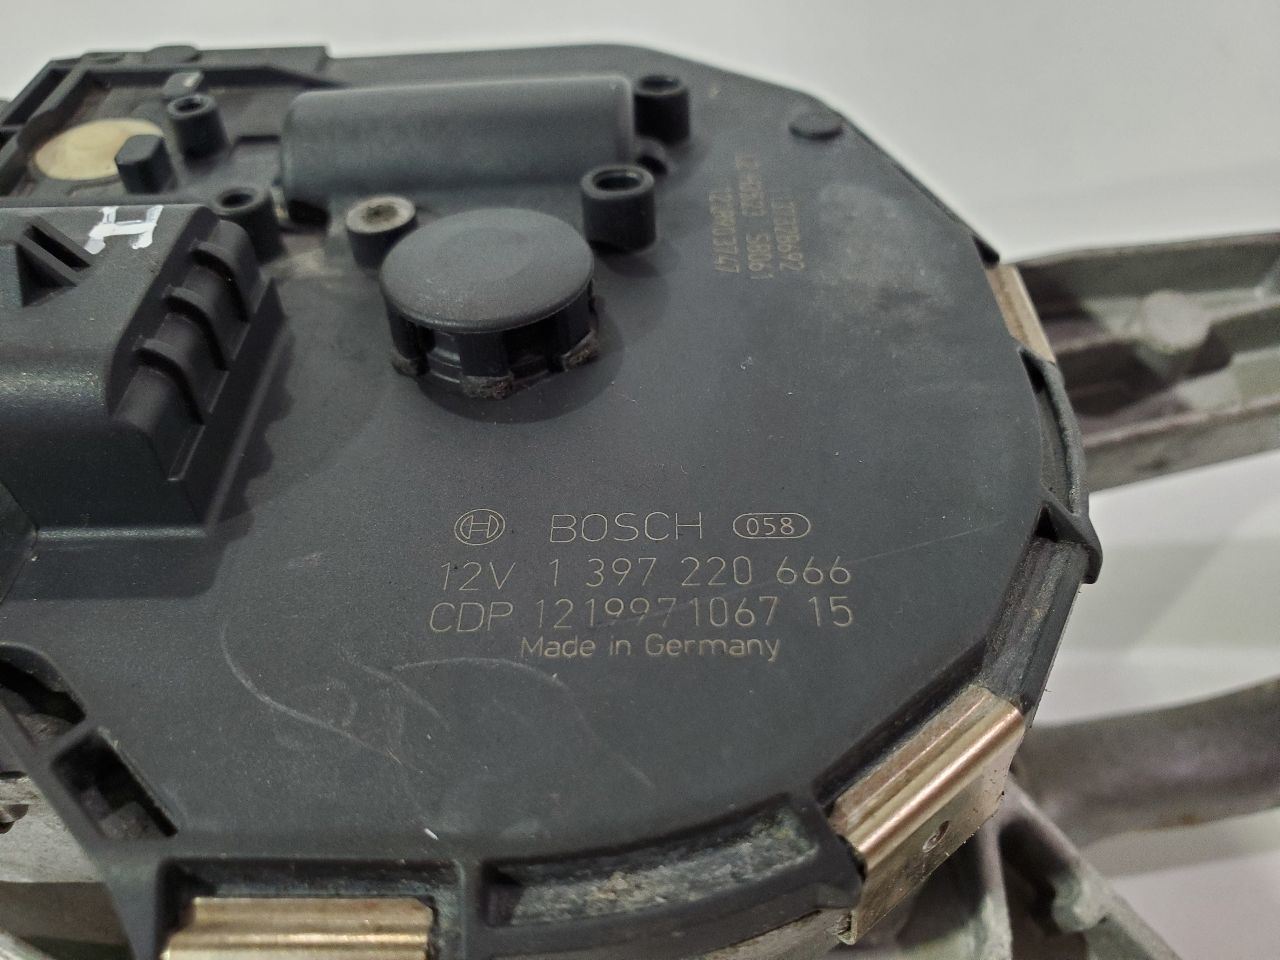 H
BOSCH 058
12V 1 397 220 666
CDP 1219971067 15
Made in Germany